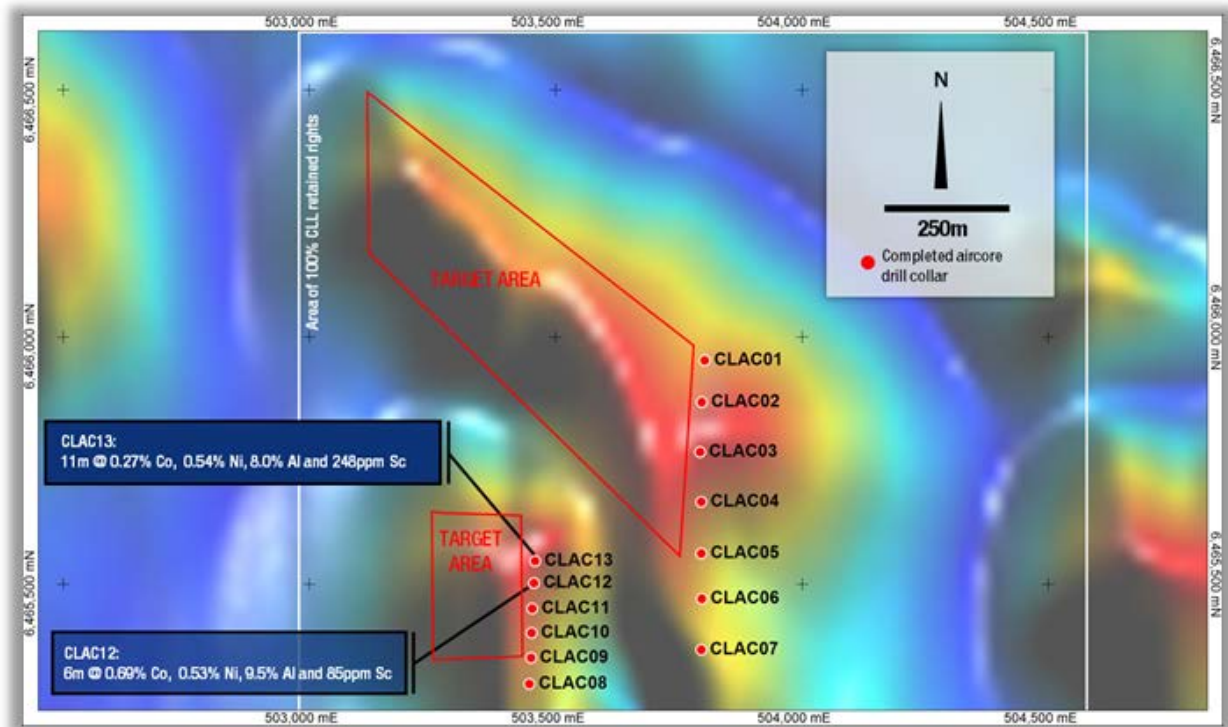 503,000 mE
503,500 mE
504,000 mE
504,500 mE
6,466,500 mN
6,466,500 mN
Area of 100% CLL retained rights
N
250m
Completed aircore
drill collar
TARGET AREA
6,466,000 mN
6,466,000 mN
CLAC01
CLAC02
CLAC03
CLAC04
CLAC05
CLAC06
CLAC07
CLAC13:
11m @ 0.27% Co, 0.54% Ni, 8.0% Al and 248ppm Sc
TARGET
AREA
CLAC13
CLAC12
CLAC11
CLAC10
CLAC09
CLAC08
6,465,500 mN
6,465,500 mN
CLAC12:
6m @ 0.69% Co, 0.53% Ni, 9.5% Al and 85ppm Sc
503,000 mE
503,500 mE
504,000 mE
504,500 mE